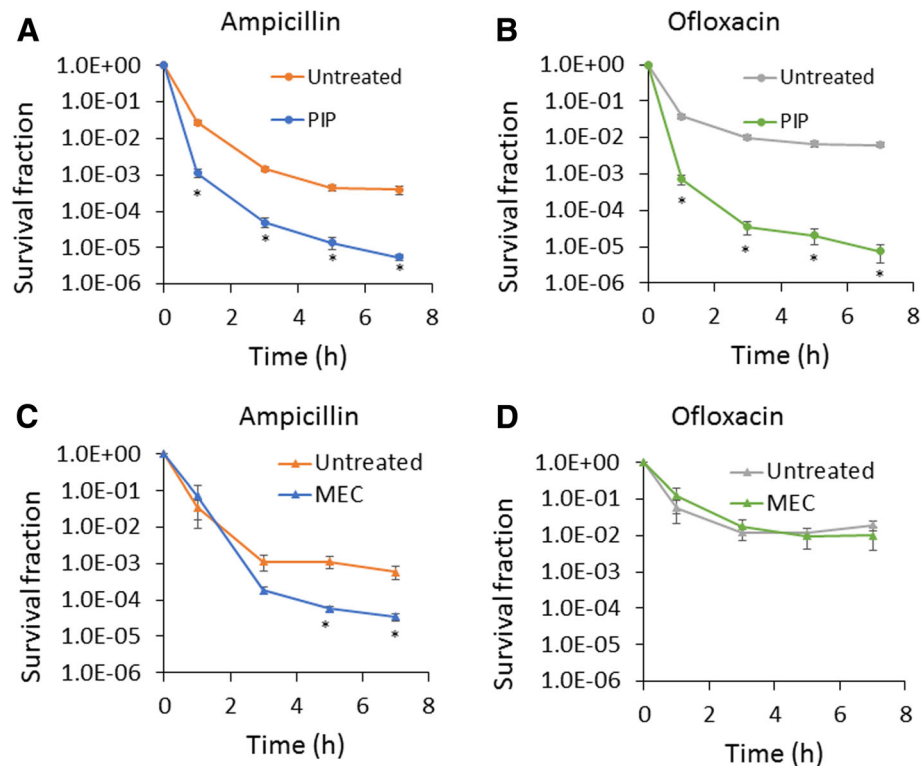 A
Ampicillin
Survival fraction
1.0E+00
1.0E-01
1.0E-02
1.0E-03
1.0E-04
1.0E-05
1.0E-06
Untreated
PIP
*
*
*
*
0 2 4 6 8
Time (h)
B
Ofloxacin
Survival fraction
1.0E+00
1.0E-01
1.0E-02
1.0E-03
1.0E-04
1.0E-05
1.0E-06
Untreated
PIP
*
*
*
*
0 2 4 6 8
Time (h)
C
Ampicillin
Survival fraction
1.0E+00
1.0E-01
1.0E-02
1.0E-03
1.0E-04
1.0E-05
1.0E-06
Untreated
MEC
*
*
0 2 4 6 8
Time (h)
D
Ofloxacin
Survival fraction
1.0E+00
1.0E-01
1.0E-02
1.0E-03
1.0E-04
1.0E-05
1.0E-06
Untreated
MEC
0 2 4 6 8
Time (h)